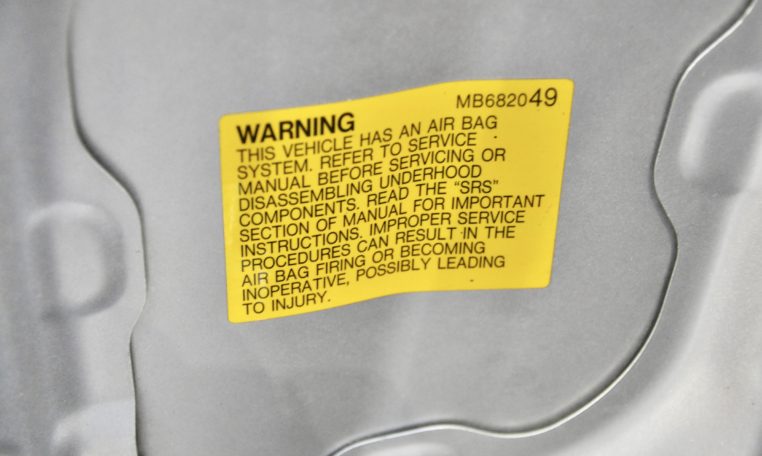 MB682049
WARNING
THIS VEHICLE HAS AN AIR BAG
SYSTEM. REFER TO SERVICE
MANUAL BEFORE SERVICING OR
DISASSEMBLING UNDERHOOD
COMPONENTS. READ THE "SRS"
SECTION OF MANUAL FOR IMPORTANT
INSTRUCTIONS. IMPROPER SERVICE
PROCEDURES CAN RESULT IN THE
AIR BAG FIRING OR BECOMING
INOPERATIVE, POSSIBLY LEADING
TO INJURY.